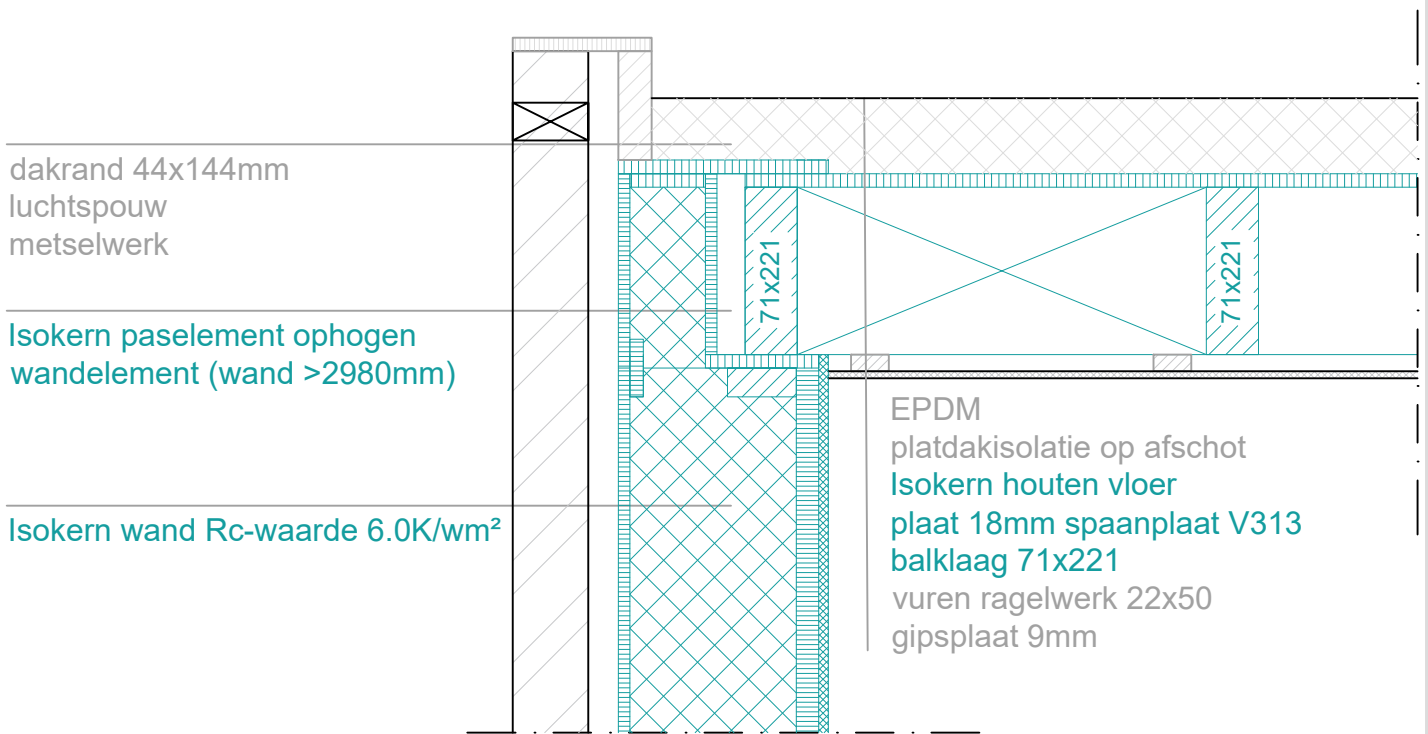 dakrand 44x144mm
luchtspouw
metselwerk
Isokern paselement ophogen
wandelement (wand >2980mm)
Isokern wand Rc-waarde 6.0K/wm²
71x221
71x221
EPDM
platdakisolatie op afschot
Isokern houten vloer
plaat 18mm spaanplaat V313
balklaag 71x221
vuren ragelwerk 22x50
gipsplaat 9mm